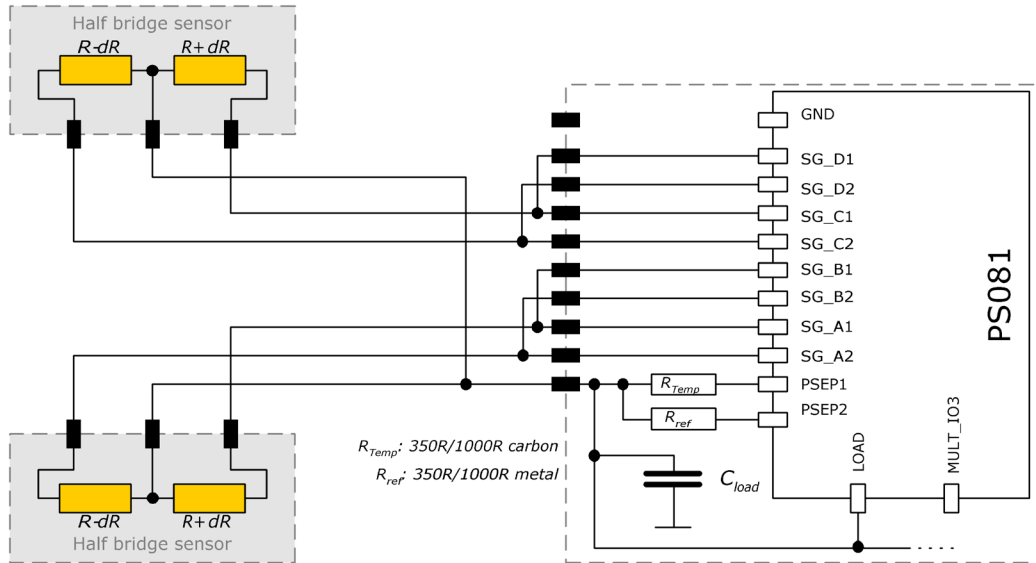 Half bridge sensor
R-dR
R+dR
GND
SG_D1
SG_D2
SG_C1
SG_C2
SG_B1
SG_B2
SG_A1
SG_A2
PSEP1
PSEP2
PS081
RTemp
Rref
RTemp: 350R/1000R carbon
Rref: 350R/1000R metal
Cload
LOAD
MULT_IO3
R-dR
R+dR
Half bridge sensor